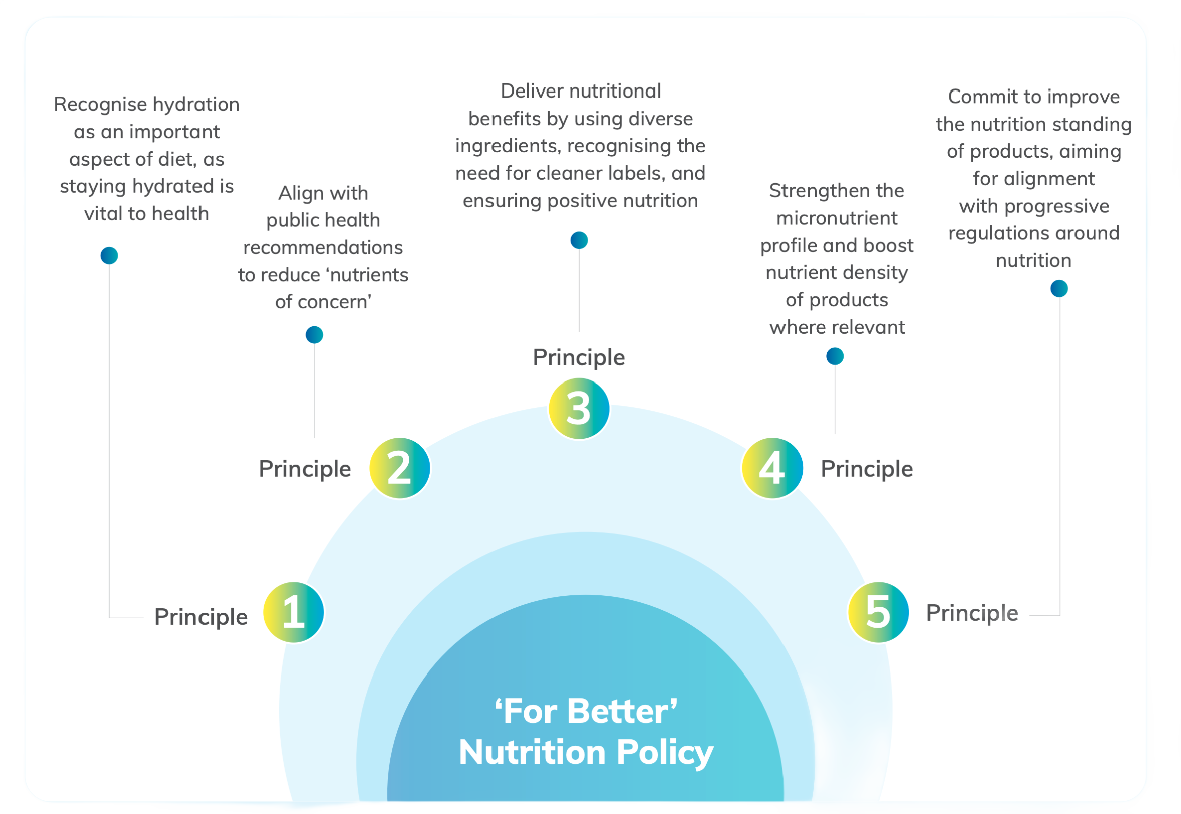 Recognise hydration
as an important
aspect of diet, as
staying hydrated is
vital to health
Principle
1
Align with
public health
recommendations
to reduce ‘nutrients
of concern’
Principle
2
Deliver nutritional
benefits by using diverse
ingredients, recognising the
need for cleaner labels, and
ensuring positive nutrition
Principle
3
Strengthen the
micronutrient
profile and boost
nutrient density
of products
where relevant
4
Principle
Commit to improve
the nutrition standing
of products, aiming
for alignment
with progressive
regulations around
nutrition
5
Principle
‘For Better’
Nutrition Policy